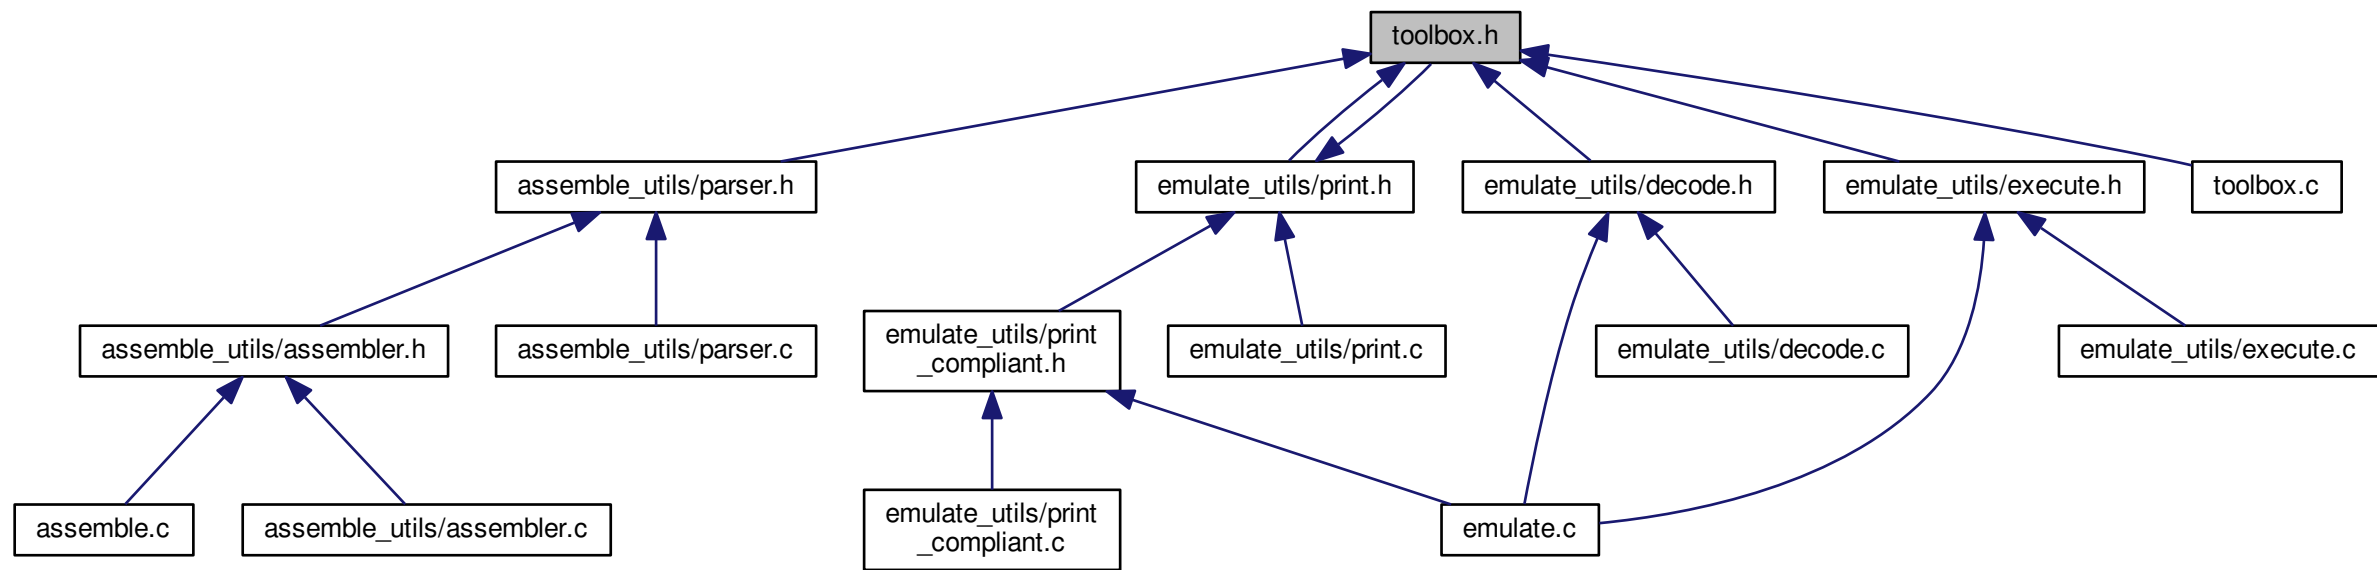 toolbox.h
assemble_utils/parser.h
emulate_utils/print.h
emulate_utils/decode.h
emulate_utils/execute.h
toolbox.c
assemble_utils/assembler.h
assemble_utils/parser.c
emulate_utils/print
_compliant.h
emulate_utils/print.c
emulate_utils/decode.c
emulate_utils/execute.c
assemble.c
assemble_utils/assembler.c
emulate_utils/print
_compliant.c
emulate.c